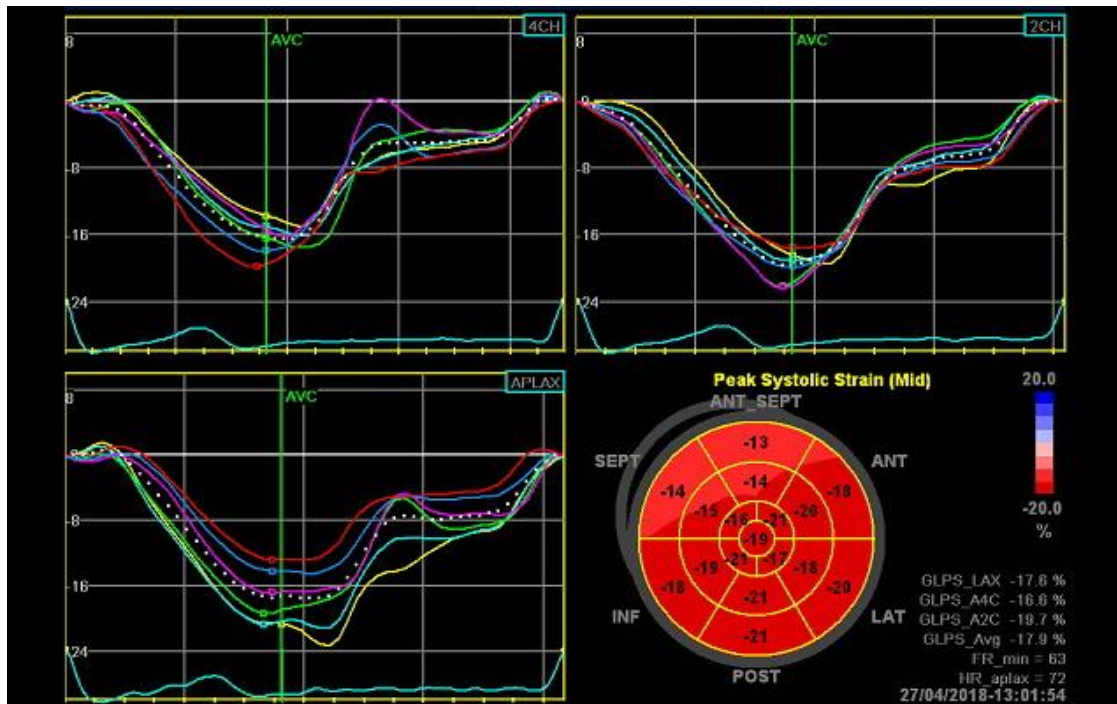 4CH
8
AVC
0
-8
-16
-24
2CH
8
AVC
0
-8
-16
-24
APLAX
8
AVC
-8
-16
-24
Peak Systolic Strain (Mid)
20.0
ANT_SEPT
SEPT
ANT
-13
-14
-14
-18
-15
-20
-16
-21
-19
-21
-17
-19
-18
-18
-20
-21
-21
INF
LAT
POST
-20.0
%
GLPS_LAX -17.6 %
GLPS_A4C -16.6 %
GLPS_A2C -19.7 %
GLPS_Avg -17.9 %
FR_min = 63
HR_aplax = 72
27/04/2018-13:01:54